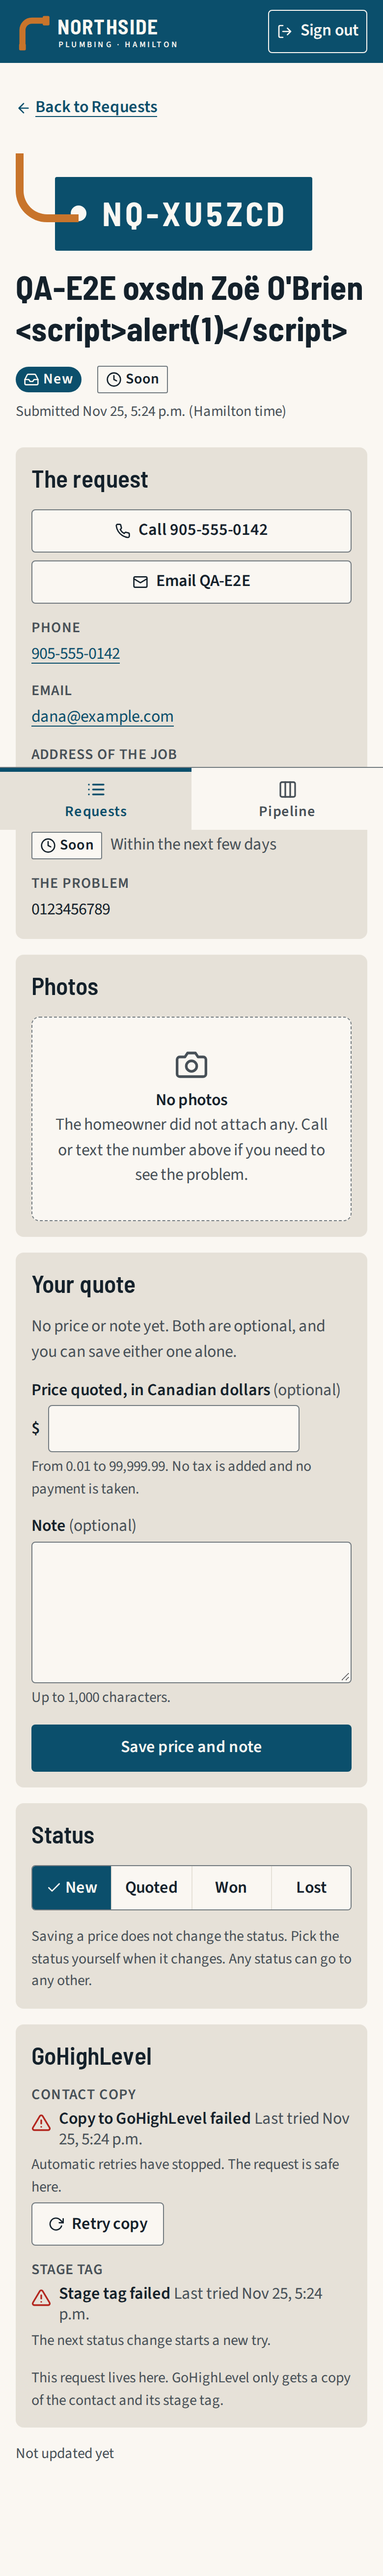 NORTHSIDE
PLUMBING · HAMILTON
Sign out
Back to Requests
NQ-XU5ZCD
QA-E2E oxsdn Zoë O'Brien
<script>alert(1)</script>
New
Soon
Submitted Nov 25, 5:24 p.m. (Hamilton time)
The request
Call 905-555-0142
Email QA-E2E
PHONE
905-555-0142
EMAIL
dana@example.com
ADDRESS OF THE JOB
Requests
Pipeline
Soon Within the next few days
THE PROBLEM
0123456789
Photos
No photos
The homeowner did not attach any. Call
or text the number above if you need to
see the problem.
Your quote
No price or note yet. Both are optional, and
you can save either one alone.
Price quoted, in Canadian dollars (optional)
$
From 0.01 to 99,999.99. No tax is added and no
payment is taken.
Note (optional)
Up to 1,000 characters.
Save price and note
Status
New
Quoted
Won
Lost
Saving a price does not change the status. Pick the
status yourself when it changes. Any status can go to
any other.
GoHighLevel
CONTACT COPY
Copy to GoHighLevel failed Last tried Nov
25, 5:24 p.m.
Automatic retries have stopped. The request is safe
here.
Retry copy
STAGE TAG
Stage tag failed Last tried Nov 25, 5:24
p.m.
The next status change starts a new try.
This request lives here. GoHighLevel only gets a copy
of the contact and its stage tag.
Not updated yet